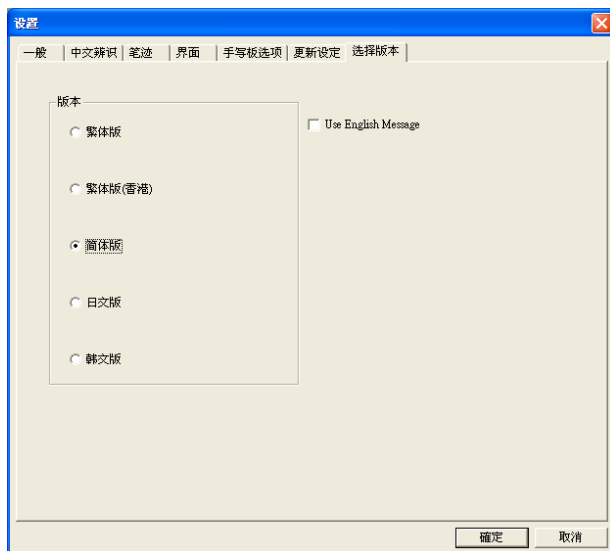 设置
一般 中文辨识 笔迹 界面 手写板选项 更新设定 选择版本
版本
繁体版
Use English Message
繁体版(香港)
简体版
日文版
韩文版
確定 取消